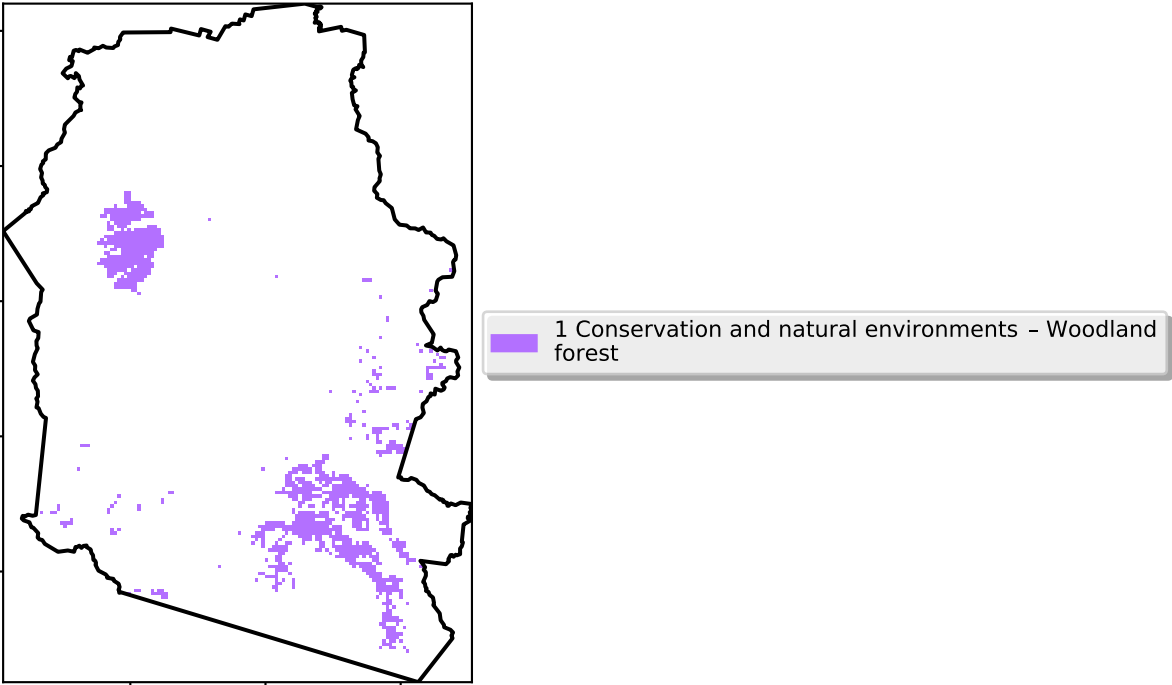 1 Conservation and natural environments – Woodland
forest